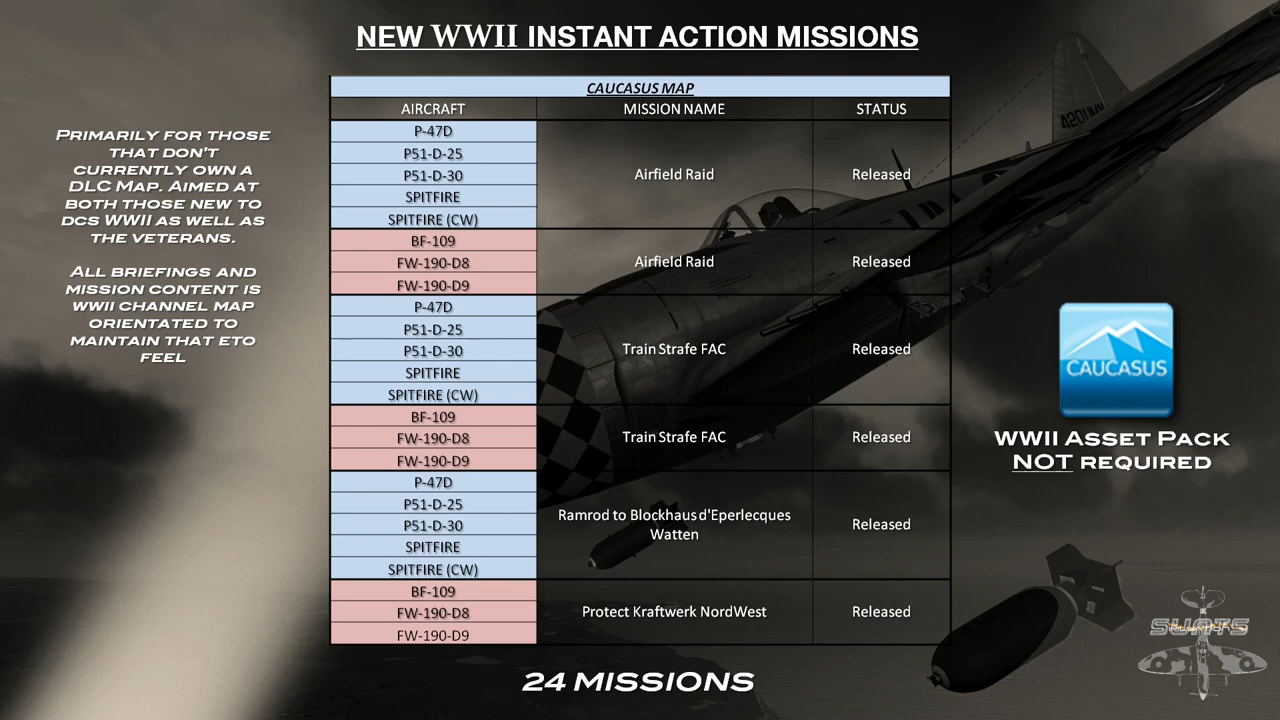 NEW WWII INSTANT ACTION MISSIONS
PRIMARILY FOR THOSE
THAT DON'T
CURRENTLY OWN A
DLC MAP. AIMED AT
BOTH THOSE NEW TO
DCS WWII AS WELL AS
THE VETERANS.
ALL BRIEFINGS AND
MISSION CONTENT IS
WWII CHANNEL MAP
ORIENTATED TO
MAINTAIN THAT ETO
FEEL
CAUCASUS MAP
AIRCRAFT MISSION NAME STATUS
P-47D
P51-D-25
P51-D-30
SPITFIRE
SPITFIRE (CW)
Airfield Raid Released
BF-109
FW-190-D8
FW-190-D9
Airfield Raid Released
P-47D
P51-D-25
P51-D-30
SPITFIRE
SPITFIRE (CW)
Train Strafe FAC Released
BF-109
FW-190-D8
FW-190-D9
Train Strafe FAC Released
P-47D
P51-D-25
P51-D-30
SPITFIRE
SPITFIRE (CW)
Ramrod to Blockhaus d'Eperlecques
Watten
Released
BF-109
FW-190-D8
FW-190-D9
Protect Kraftwerk NordWest Released
CAUCASUS
WWII ASSET PACK
NOT REQUIRED
24 MISSIONS